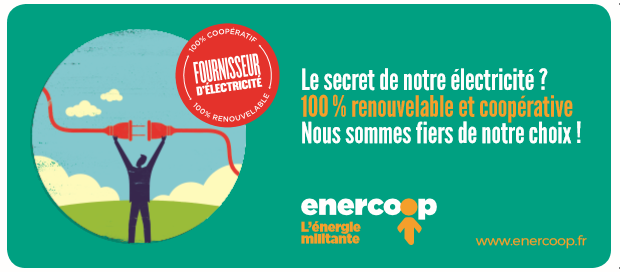 100% COOPÉRATIF
FOURNISSEUR
D'ÉLECTRICITÉ
100% RENOUVELABLE
Le secret de notre électricité ?
100 % renouvelable et coopérative
Nous sommes fiers de notre choix !
enercoop
L'énergie
militante
www.enercoop.fr